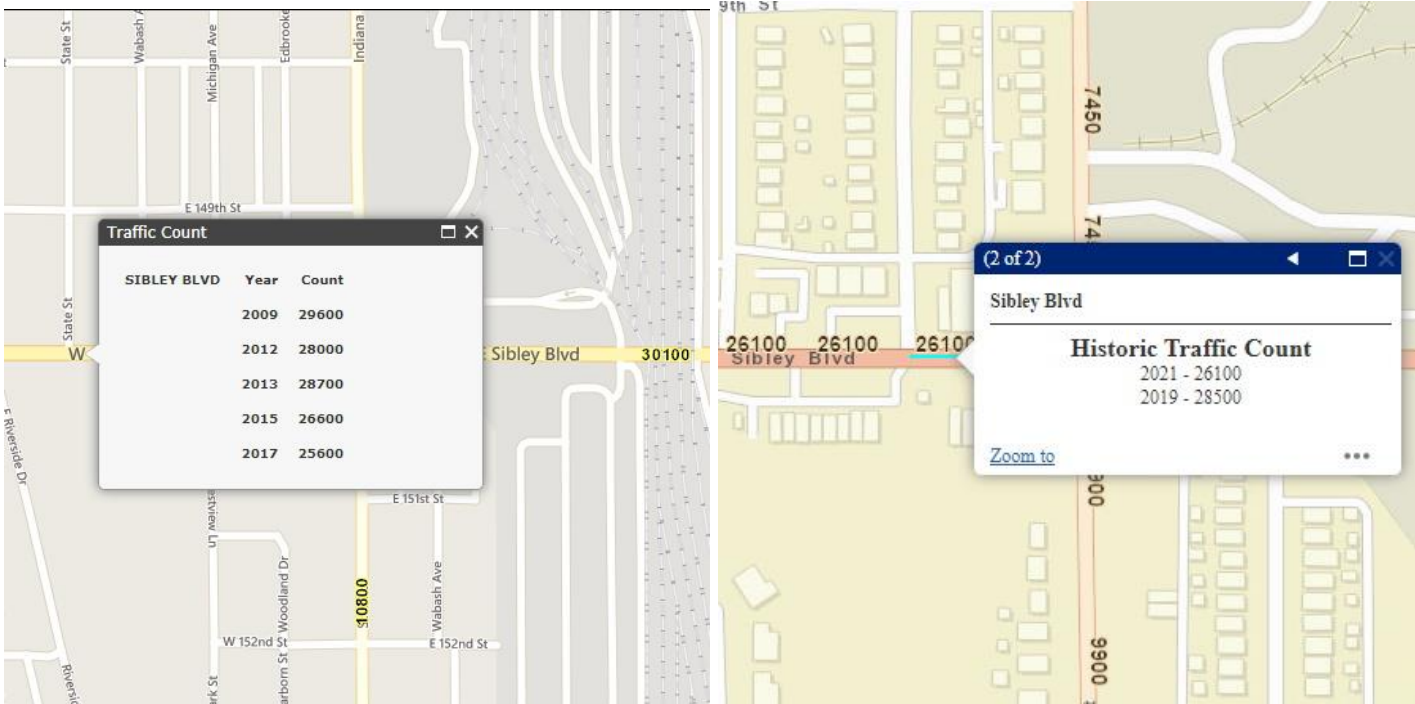 State St
Wabash A
Michigan Ave
Edbrooke
Indiana
E 149th St
Traffic Count
SIBLEY BLVD Year Count
2009 29600
2012 28000
2013 28700
2015 26600
2017 25600
State St
W
E Sibley Blvd
30100
E Riverside Dr
E 151st St
Woodland Dr
10800
Wabash Ave
W 152nd St
E 152nd St
9th St
7450
26100
26100
26100
Sibley Blvd
(2 of 2)
Sibley Blvd
Historic Traffic Count
2021 - 26100
2019 - 28500
Zoom to
9900